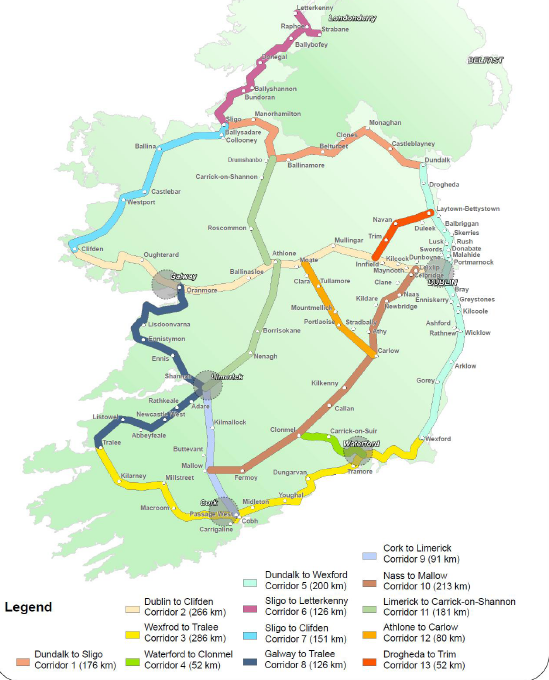 Letterkenny
Londonderry
Raphoe
Strabane
Ballybofey
Donegal
BELFAST
Ballyshannon
Bundoran
Manorhamilton
Sligo
Monaghan
Ballysadare
Clones
Collooney
Castleblayney
Ballina
Belturbet
Dundalk
Ballinamore
Carrick-on-Shannon
Drogheda
Castlebar
Westport
Laytown-Bettystown
Navan
Balbriggan
Duleek
Skerries
Roscommon
Trim
Mullingar
Lusk
Rush
Clifden
Swords
Donabate
Oughterard
Athlone
Malahide
Moate
Kilcock
Dunboyne
Portmarnock
Innfield
Maynooth
Ballinasloe
Galway
Clara
Tullamore
Clane
DUBLIN
Oranmore
Bray
Naas
Kildare
Enniskerry
Greystones
Newbridge
Mountmellick
Kilcoole
Lisdoonvarna
Portlaoise
Stradbally
Ashford
Borrisokane
Athy
Rathnew
Wicklow
Ennistymon
Ennis
Nenagh
Carlow
Arklow
Shannon
Limerick
Kilkenny
Gorey
Rathkeale
Adare
Callan
Newcastle West
Listowel
Kilmallock
Clonmel
Carrick-on-Suir
Abbeyfeale
Wexford
Tralee
Waterford
Buttevant
Mallow
Tramore
Kilarney
Dungarvan
Fermoy
Millstreet
Youghal
Midleton
Cork
Macroom
Passage West
Cobh
Carrigaline
Cork to Limerick
Corridor 9 (91 km)
Dundalk to Wexford
Corridor 5 (200 km)
Nass to Mallow
Corridor 10 (213 km)
Legend
Dublin to Clifden
Corridor 2 (266 km)
Sligo to Letterkenny
Corridor 6 (126 km)
Limerick to Carrick-on-Shannon
Corridor 11 (181 km)
Wexfrod to Tralee
Corridor 3 (286 km)
Sligo to Clifden
Corridor 7 (151 km)
Athlone to Carlow
Corridor 12 (80 km)
Dundalk to Sligo
Corridor 1 (176 km)
Waterford to Clonmel
Corridor 4 (52 km)
Galway to Tralee
Corridor 8 (126 km)
Drogheda to Trim
Corridor 13 (52 km)